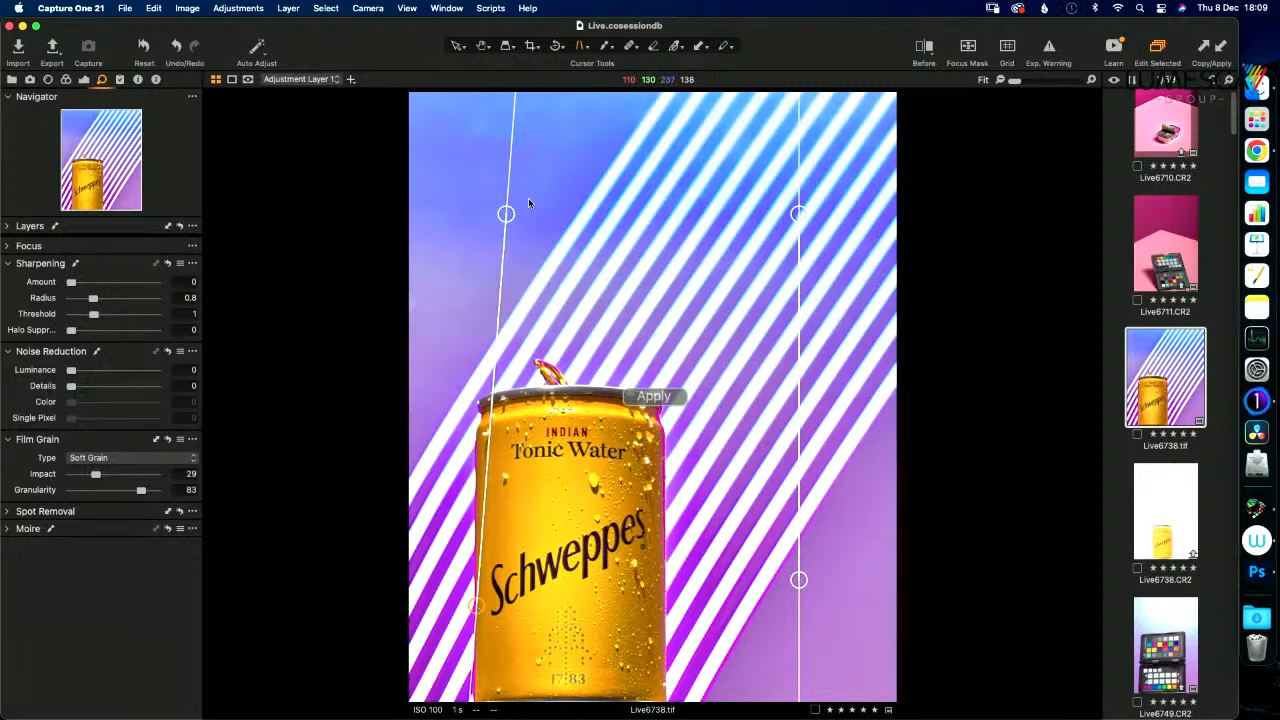 Capture One 21 File Edit Image Adjustments Layer Select Camera View Window Scripts Help Thu 8 Dec 18:09
Live.cosessiondb
Import Export Capture Reset Undo/Redo Auto Adjust Cursor Tools Before Focus Mask Grid Exp. Warning Learn Edit Selected Copy/Apply
Adjustment Layer 1 110 130 237 138 Fit
GROUP
Navigator
Layers
Focus
Sharpening
Amount 0
Radius 0.8
Threshold 1
Halo Suppr... 0
Noise Reduction
Luminance 0
Details 0
Color 0
Single Pixel 0
Film Grain
Type Soft Grain
Impact 29
Granularity 83
Spot Removal
Moire
Apply
INDIAN
Tonic Water
Schweppes
1783
ISO 100 1 s -- -- Live6738.tif
Live6710.CR2
Live6711.CR2
Live6738.tif
Live6738.CR2
Live6749.CR2
1
W
Ps